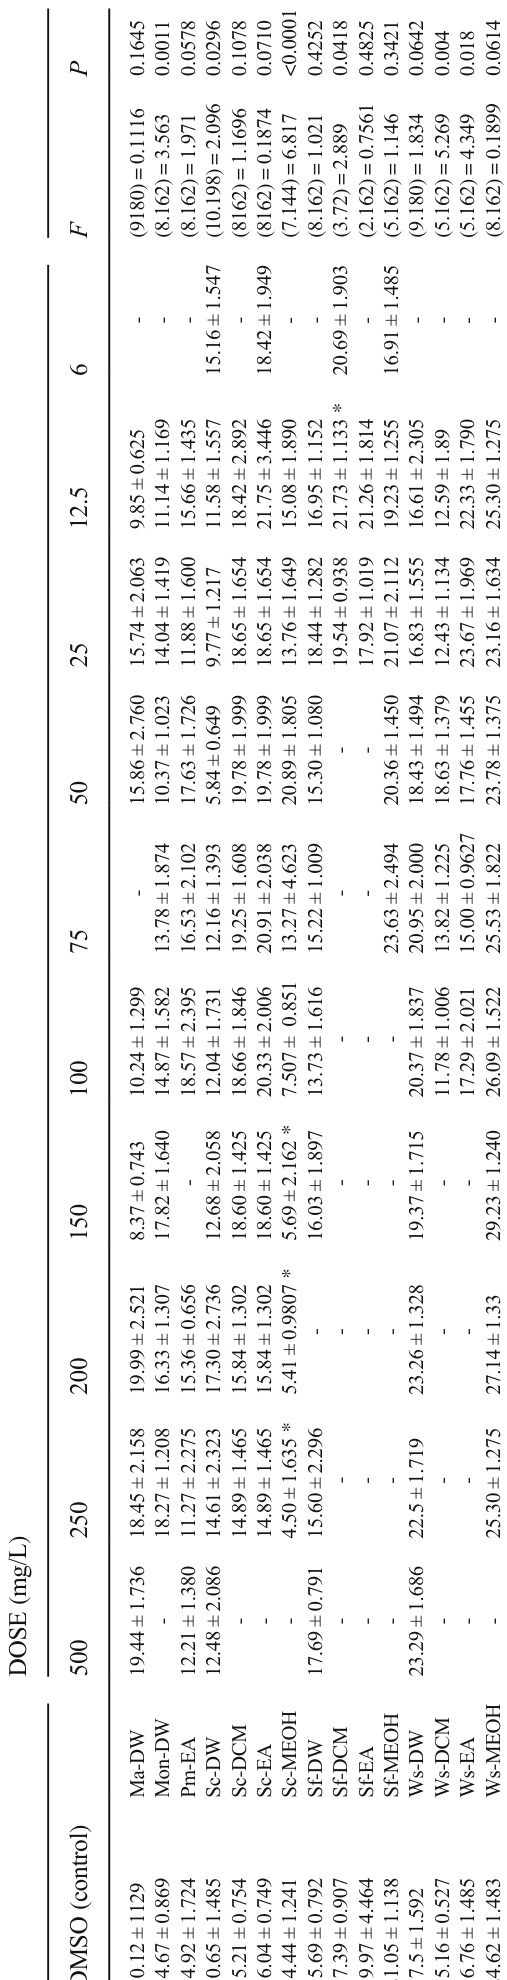 DOSE (mg/L)
DMSO (control) 500 250 200 150 100 75 50 25 12.5 6 F P
0.12 ± 1129 Ma-DW 19.44 ± 1.736 18.45 ± 2.158 19.99 ± 2.521 8.37 ± 0.743 10.24 ± 1.299 - 15.86 ± 2.760 15.74 ± 2.063 9.85 ± 0.625 - (9180) = 0.1116 0.1645
4.67 ± 0.869 Mon-DW - 18.27 ± 1.208 16.33 ± 1.307 17.82 ± 1.640 14.87 ± 1.582 13.78 ± 1.874 10.37 ± 1.023 14.04 ± 1.419 11.14 ± 1.169 - (8.162) = 3.563 0.0011
4.92 ± 1.724 Pm-EA 12.21 ± 1.380 11.27 ± 2.275 15.36 ± 0.656 - 18.57 ± 2.395 16.53 ± 2.102 17.63 ± 1.726 11.88 ± 1.600 15.66 ± 1.435 - (8.162) = 1.971 0.0578
0.65 ± 1.485 Sc-DW 12.48 ± 2.086 14.61 ± 2.323 17.30 ± 2.736 12.68 ± 2.058 12.04 ± 1.731 12.16 ± 1.393 5.84 ± 0.649 9.77 ± 1.217 11.58 ± 1.557 15.16 ± 1.547 (10.198) = 2.096 0.0296
5.21 ± 0.754 Sc-DCM - 14.89 ± 1.465 15.84 ± 1.302 18.60 ± 1.425 18.66 ± 1.846 19.25 ± 1.608 19.78 ± 1.999 18.65 ± 1.654 18.42 ± 2.892 - (8162) = 1.1696 0.1078
6.04 ± 0.749 Sc-EA - 14.89 ± 1.465 15.84 ± 1.302 18.60 ± 1.425 20.33 ± 2.006 20.91 ± 2.038 19.78 ± 1.999 18.65 ± 1.654 21.75 ± 3.446 18.42 ± 1.949 (8162) = 0.1874 0.0710
4.44 ± 1.241 Sc-MEOH - 4.50 ± 1.635 * 5.41 ± 0.9807 * 5.69 ± 2.162 * 7.507 ± 0.851 13.27 ± 4.623 20.89 ± 1.805 13.76 ± 1.649 15.08 ± 1.890 - (7.144) = 6.817 <0.0001
5.69 ± 0.792 Sf-DW 17.69 ± 0.791 15.60 ± 2.296 - 16.03 ± 1.897 13.73 ± 1.616 15.22 ± 1.009 15.30 ± 1.080 18.44 ± 1.282 16.95 ± 1.152 - (8.162) = 1.021 0.4252
7.39 ± 0.907 Sf-DCM - - - - - - - 19.54 ± 0.938 21.73 ± 1.133 * 20.69 ± 1.903 (3.72) = 2.889 0.0418
9.97 ± 4.464 Sf-EA - - - - - - - 17.92 ± 1.019 21.26 ± 1.814 - (2.162) = 0.7561 0.4825
1.05 ± 1.138 Sf-MEOH - - - - - 23.63 ± 2.494 20.36 ± 1.450 21.07 ± 2.112 19.23 ± 1.255 16.91 ± 1.485 (5.162) = 1.146 0.3421
7.5 ± 1.592 Ws-DW 23.29 ± 1.686 22.5 ± 1.719 23.26 ± 1.328 19.37 ± 1.715 20.37 ± 1.837 20.95 ± 2.000 18.43 ± 1.494 16.83 ± 1.555 16.61 ± 2.305 - (9.180) = 1.834 0.0642
5.16 ± 0.527 Ws-DCM - - - - 11.78 ± 1.006 13.82 ± 1.225 18.63 ± 1.379 12.43 ± 1.134 12.59 ± 1.89 - (5.162) = 5.269 0.004
6.76 ± 1.485 Ws-EA - - - - 17.29 ± 2.021 15.00 ± 0.9627 17.76 ± 1.455 23.67 ± 1.969 22.33 ± 1.790 - (5.162) = 4.349 0.018
4.62 ± 1.483 Ws-MEOH - 25.30 ± 1.275 27.14 ± 1.33 29.23 ± 1.240 26.09 ± 1.522 25.53 ± 1.822 23.78 ± 1.375 23.16 ± 1.634 25.30 ± 1.275 - (8.162) = 0.1899 0.0614